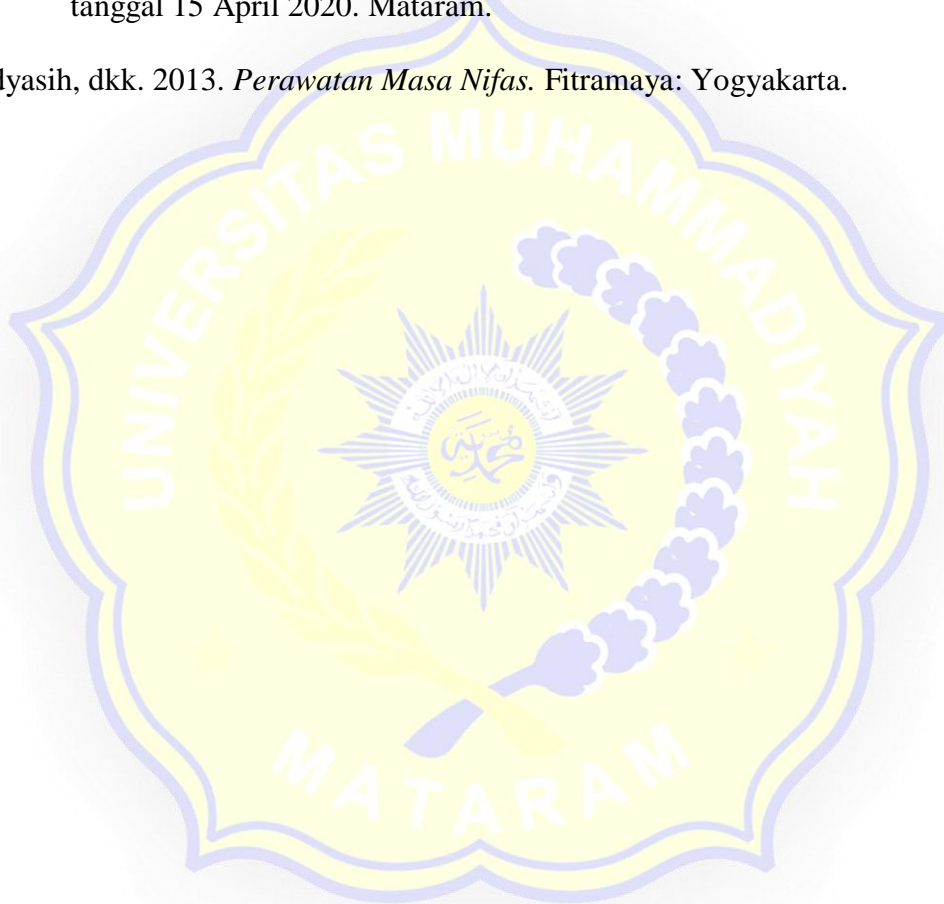 tanggal 15 April 2020. Mataram.
dyasih, dkk. 2013. Perawatan Masa Nifas. Fitramaya: Yogyakarta.
UNIVERSITAS MUHAMMADIYAH
MATARAM